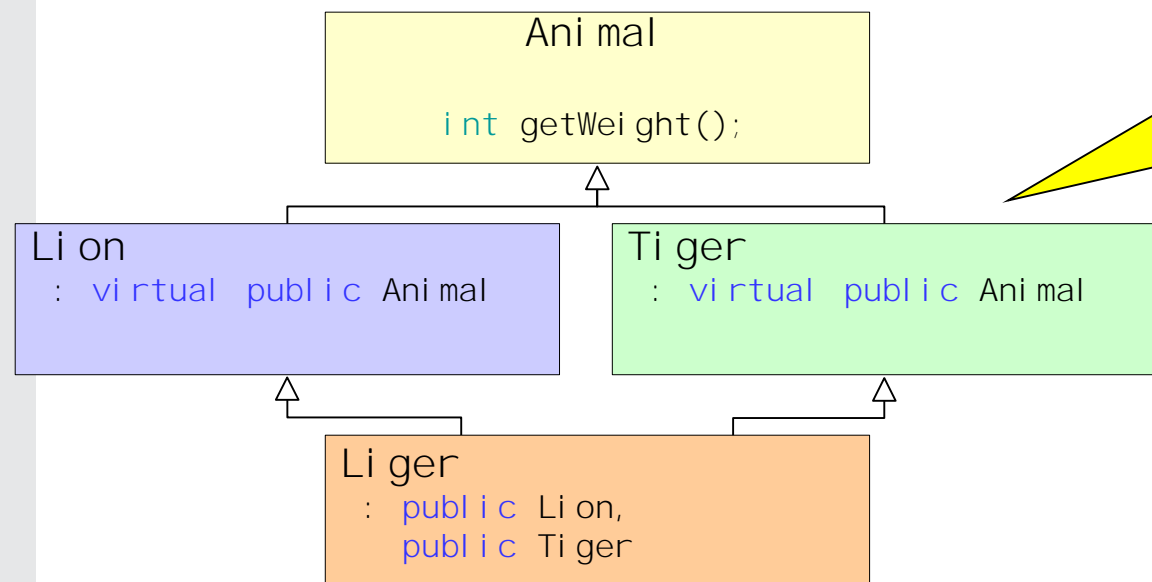 Animal
int getWeight();
Lion
: virtual public Animal
Tiger
: virtual public Animal
Liger
: public Lion,
public Tiger